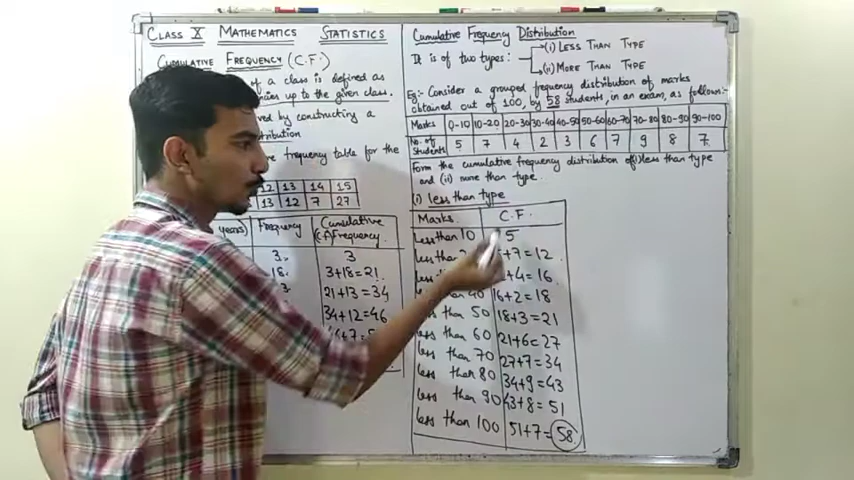 CLASS X MATHEMATICS STATISTICS
CUMULATIVE FREQUENCY (C.F.)
of a class is defined as
up to the given class.
by constructing a
frequency table for the
12 13 14 15
13 12 7 27
years) Frequency Cumulative (C.F.) Frequency
3 3
18 3+18=21
3 21+13=34
34+12=46
Cumulative Frequency Distribution
It is of two types:
(i) LESS THAN TYPE
(ii) MORE THAN TYPE
Eg:- Consider a grouped frequency distribution of marks
obtained out of 100, by 58 students, in an exam, as follows:
Marks 0-10 10-20 20-30 30-40 40-50 50-60 60-70 70-80 80-90 90-100
No. of Students 5 7 4 2 3 6 7 9 8 7
Form the cumulative frequency distribution of (i) less than type
and (ii) more than type.
(i) less than type
Marks C.F.
Less than 10 5
less +7=12
+4=16
40 16+2=18
than 50 18+3=21
less than 60 21+6=27
less than 70 27+7=34
less than 80 34+9=43
less than 90 43+8=51
less than 100 51+7=58